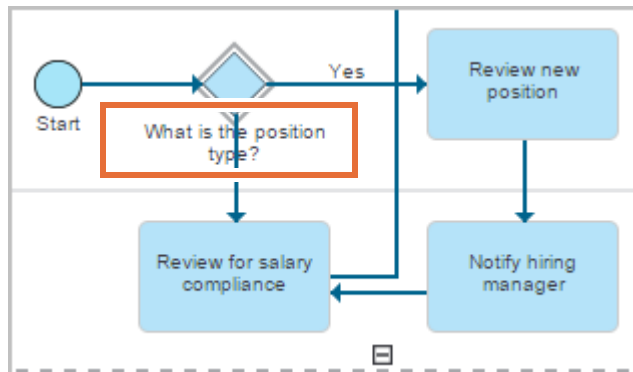 Start
What is the position
type?
Yes
Review new
position
Review for salary
compliance
Notify hiring
manager